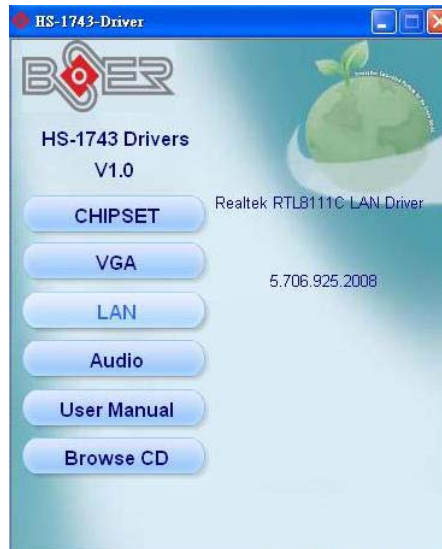 HS-1743-Driver
BOSER
HS-1743 Drivers
V1.0
CHIPSET
VGA
LAN
Audio
User Manual
Browse CD
Realtek RTL8111C LAN Driver
5.706.925.2008